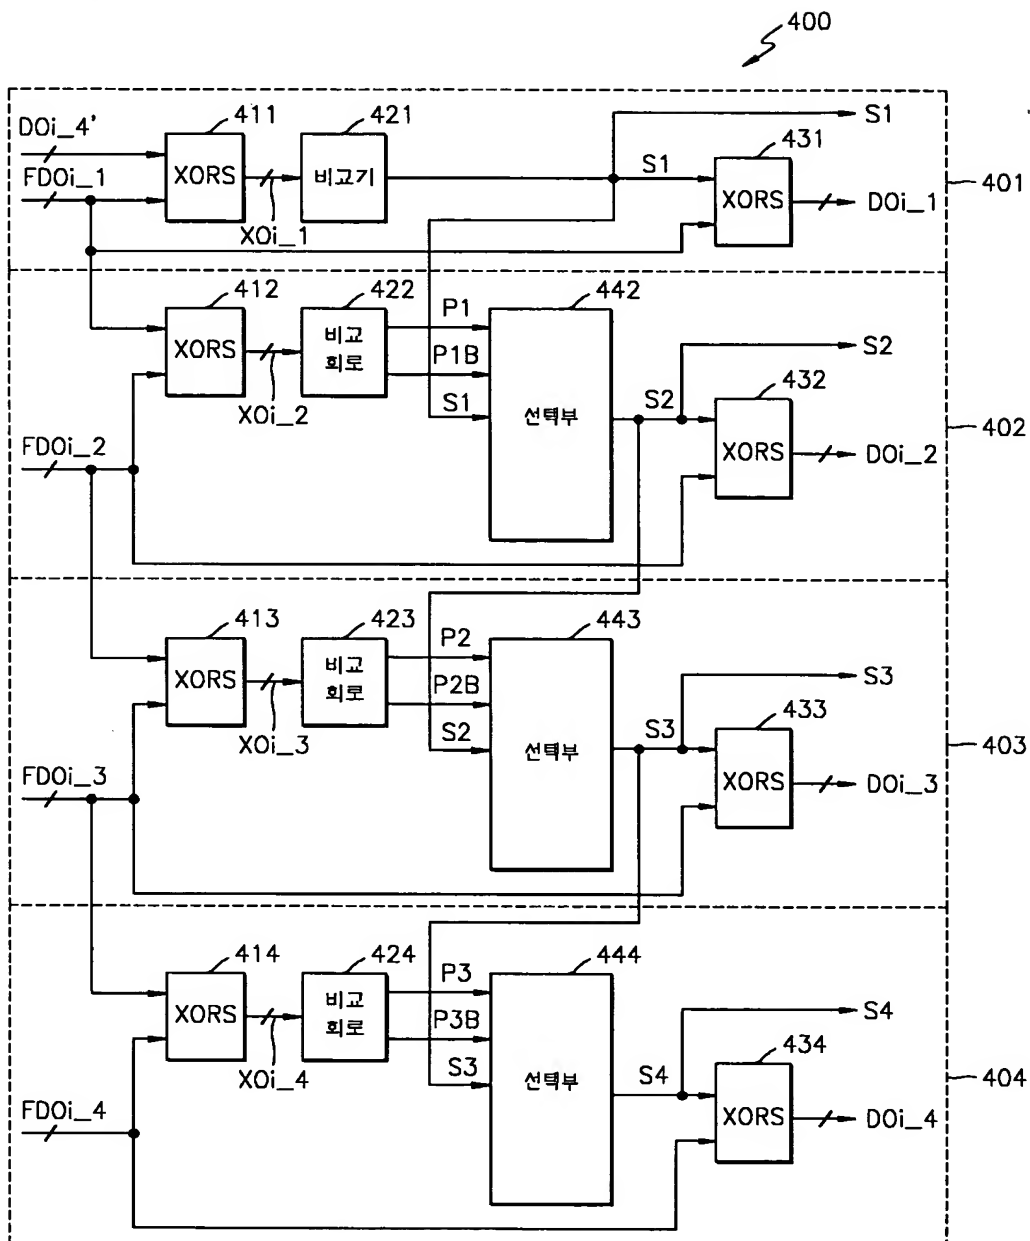 400
411
421
S1
DOi_4'
431
XORS
비교기
S1
401
FDOi_1
XORS
DOi_1
XOi_1
412
422
442
P1
비교
회로
S2
XORS
P1B
432
XOi_2
S1
선택부
S2
402
FDOi_2
XORS
DOi_2
413
423
443
P2
비교
회로
S3
XORS
P2B
433
XOi_3
S2
선택부
S3
403
FDOi_3
XORS
DOi_3
414
424
444
P3
비교
회로
S4
XORS
P3B
434
XOi_4
S3
선택부
S4
404
FDOi_4
XORS
DOi_4